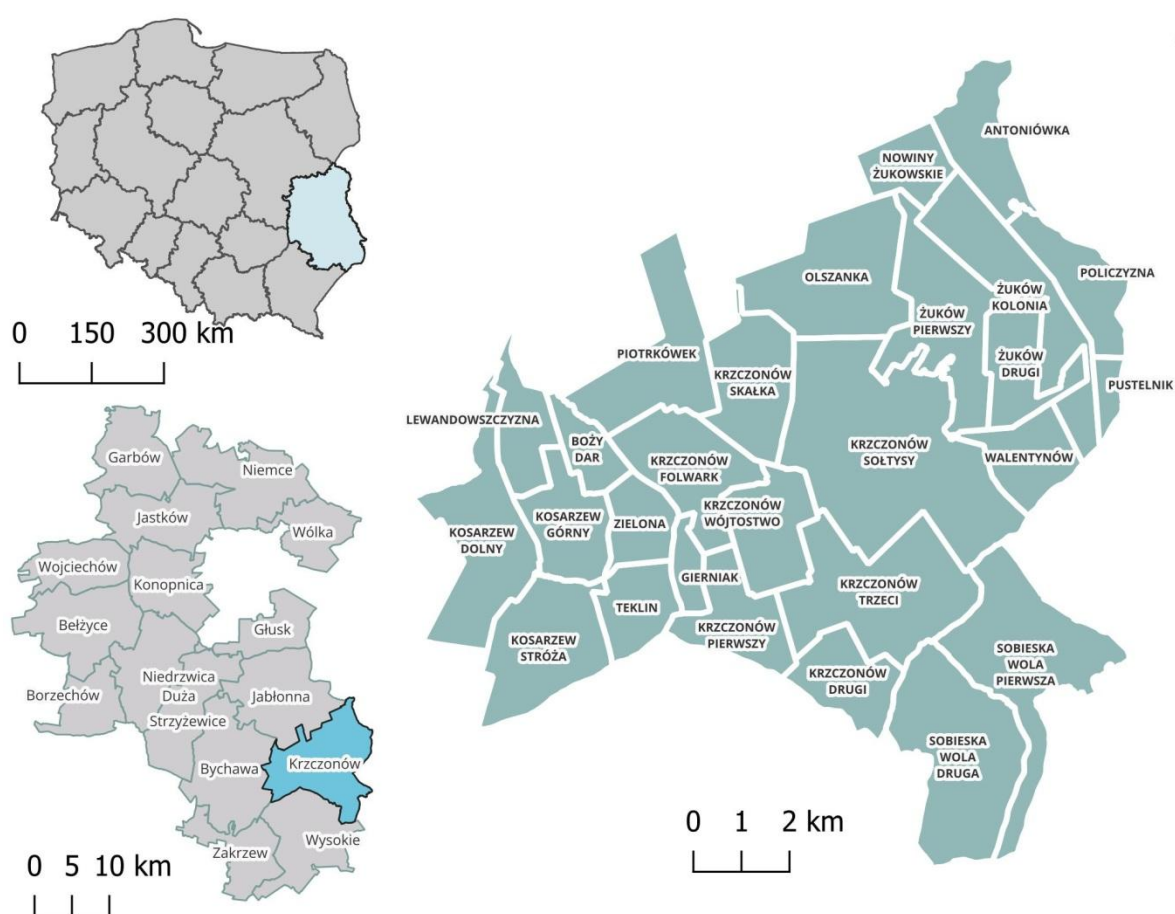 0 150 300 km
Garbów
Niemce
Jastków
Wólka
Wojciechów
Konopnica
Bełżyce
Głusk
Niedrzwica
Duża
Borzechów
Jabłonna
Strzyżewice
Bychawa
Krzczonów
Wysokie
Zakrzew
0 5 10 km
ANTONIÓWKA
NOWINY
ŻUKOWSKIE
OLSZANKA
POLICZYZNA
ŻUKÓW
KOLONIA
ŻUKÓW
PIERWSZY
PIOTRKÓWEK
ŻUKÓW
DRUGI
KRZCZONÓW
SKAŁKA
PUSTELNIK
LEWANDOWSZCZYZNA
BOŻY
DAR
KRZCZONÓW
SOŁTYSY
WALENTYNÓW
KRZCZONÓW
FOLWARK
KRZCZONÓW
WÓJTOSTWO
KOSARZEW
GÓRNY
ZIELONA
KOSARZEW
DOLNY
GIERNIAK
KRZCZONÓW
TRZECI
TEKLIN
KRZCZONÓW
PIERWSZY
KOSARZEW
STRÓŻA
SOBIESKA
WOLA
PIERWSZA
KRZCZONÓW
DRUGI
SOBIESKA
WOLA
DRUGA
0 1 2 km